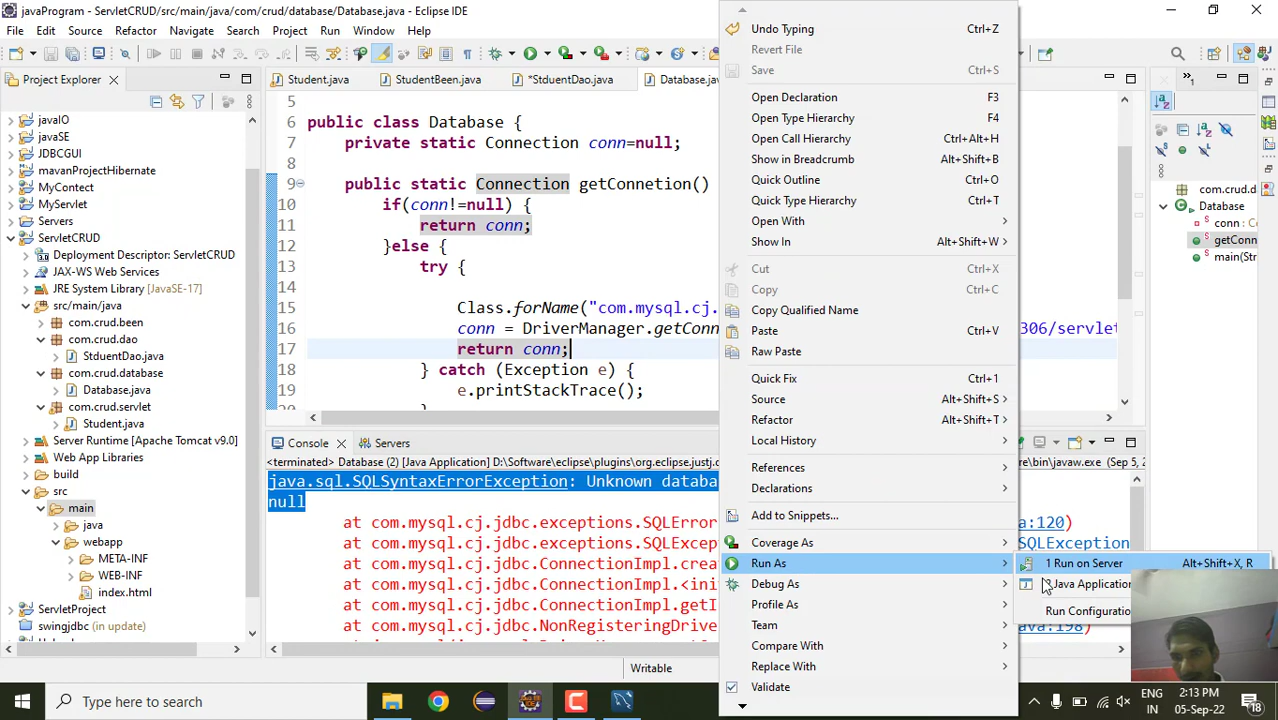 javaProgram - ServletCRUD/src/main/java/com/crud/database/Database.java - Eclipse IDE
File Edit Source Refactor Navigate Search Project Run Window Help
Project Explorer
javaIO
javaSE
JDBCGUI
mavanProjectHibernate
MyContect
MyServlet
Servers
ServletCRUD
Deployment Descriptor: ServletCRUD
JAX-WS Web Services
JRE System Library [JavaSE-17]
src/main/java
com.crud.been
com.crud.dao
StduentDao.java
com.crud.database
Database.java
com.crud.servlet
Student.java
Server Runtime [Apache Tomcat v9.0]
Web App Libraries
build
src
main
java
webapp
META-INF
WEB-INF
index.html
ServletProject
swingjdbc (in update)
Student.java StudentBeen.java *StduentDao.java Database.jav
5
6 public class Database {
7 private static Connection conn=null;
8
9 public static Connection getConnetion()
10 if(conn!=null) {
11 return conn;
12 }else {
13 try {
14
15 Class.forName("com.mysql.cj.
16 conn = DriverManager.getConn 306/servlet
17 return conn;
18 } catch (Exception e) {
19 e.printStackTrace();
20 }
Console Servers
<terminated> Database (2) [Java Application] D:\Software\eclipse\plugins\org.eclipse.justj.o re\bin\javaw.exe (Sep 5, 2
java.sql.SQLSyntaxErrorException: Unknown databa
null
at com.mysql.cj.jdbc.exceptions.SQLError a:120)
at com.mysql.cj.jdbc.exceptions.SQLExcep SQLException
at com.mysql.cj.jdbc.ConnectionImpl.crea
at com.mysql.cj.jdbc.ConnectionImpl.<ini
at com.mysql.cj.jdbc.ConnectionImpl.getI
at com.mysql.cj.jdbc.NonRegisteringDrive ava:198)
Writable
Undo Typing Ctrl+Z
Revert File
Save Ctrl+S
Open Declaration F3
Open Type Hierarchy F4
Open Call Hierarchy Ctrl+Alt+H
Show in Breadcrumb Alt+Shift+B
Quick Outline Ctrl+O
Quick Type Hierarchy Ctrl+T
Open With
Show In Alt+Shift+W
Cut Ctrl+X
Copy Ctrl+C
Copy Qualified Name
Paste Ctrl+V
Raw Paste
Quick Fix Ctrl+1
Source Alt+Shift+S
Refactor Alt+Shift+T
Local History
References
Declarations
Add to Snippets...
Coverage As
Run As
Debug As
Profile As
Team
Compare With
Replace With
Validate
1 Run on Server Alt+Shift+X, R
Java Application
Run Configuratio
com.crud.d
Database
conn : C
getConn
main(Str
Type here to search
ENG
IN
2:13 PM
05-Sep-22
18